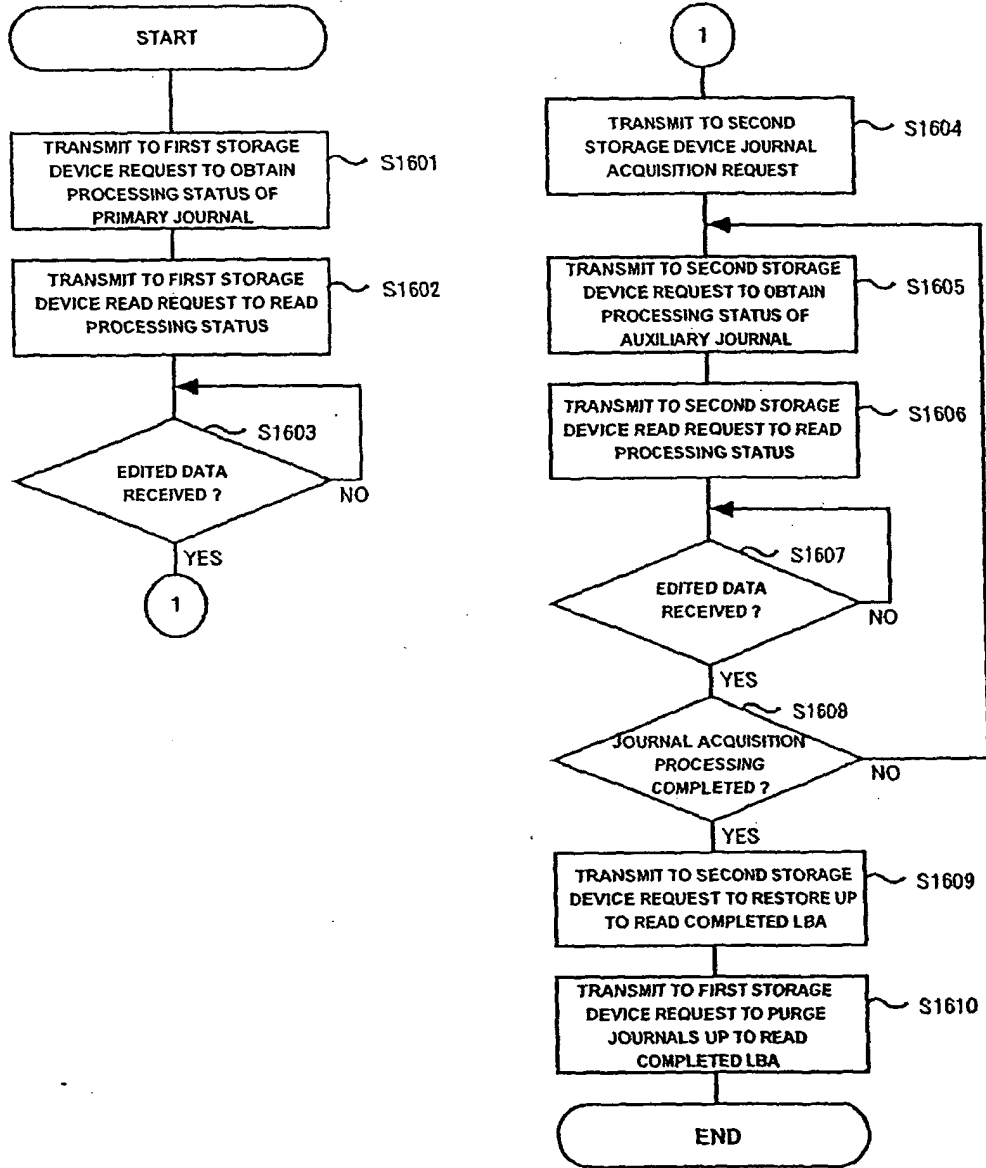 START
TRANSMIT TO FIRST STORAGE
DEVICE REQUEST TO OBTAIN
PROCESSING STATUS OF
PRIMARY JOURNAL
S1601
TRANSMIT TO FIRST STORAGE
DEVICE READ REQUEST TO READ
PROCESSING STATUS
S1602
S1603
EDITED DATA
RECEIVED ?
NO
YES
1
1
TRANSMIT TO SECOND
STORAGE DEVICE JOURNAL
ACQUISITION REQUEST
S1604
TRANSMIT TO SECOND STORAGE
DEVICE REQUEST TO OBTAIN
PROCESSING STATUS OF
AUXILIARY JOURNAL
S1605
TRANSMIT TO SECOND STORAGE
DEVICE READ REQUEST TO READ
PROCESSING STATUS
S1606
S1607
EDITED DATA
RECEIVED ?
NO
YES
S1608
JOURNAL ACQUISITION
PROCESSING
COMPLETED ?
NO
YES
TRANSMIT TO SECOND STORAGE
DEVICE REQUEST TO RESTORE UP
TO READ COMPLETED LBA
S1609
TRANSMIT TO FIRST STORAGE
DEVICE REQUEST TO PURGE
JOURNALS UP TO READ
COMPLETED LBA
S1610
END